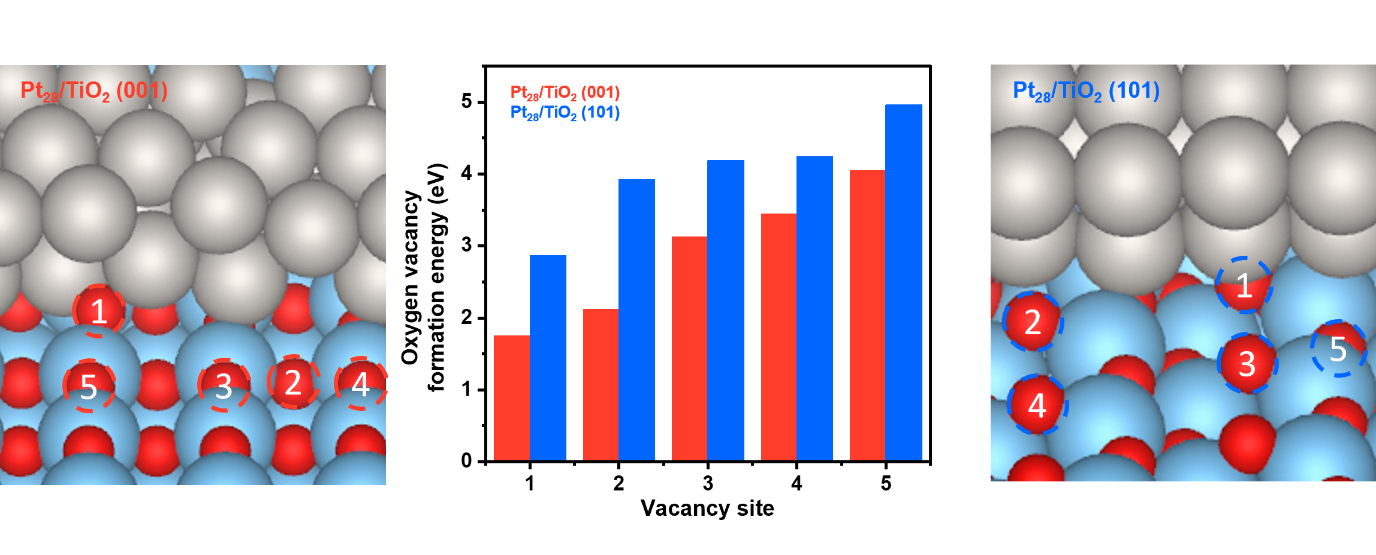 Pt₂₈/TiO₂ (001)
1
5
3
2
4
Oxygen vacancy
formation energy (eV)
5
4
3
2
1
0
Pt₂₈/TiO₂ (001)
Pt₂₈/TiO₂ (101)
1 2 3 4 5
Vacancy site
Pt₂₈/TiO₂ (101)
1
2
3
5
4